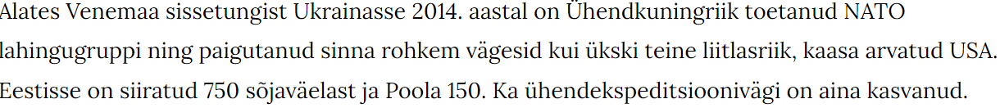 Alates Venemaa sissetungist Ukrainasse 2014. aastal on Ühendkuningriik toetanud NATO
lahingugruppi ning paigutanud sinna rohkem vägesid kui ükski teine liitlasriik, kaasa arvatud USA.
Eestisse on siiratud 750 sõjaväelast ja Poola 150. Ka ühendekspeditsioonivägi on aina kasvanud.